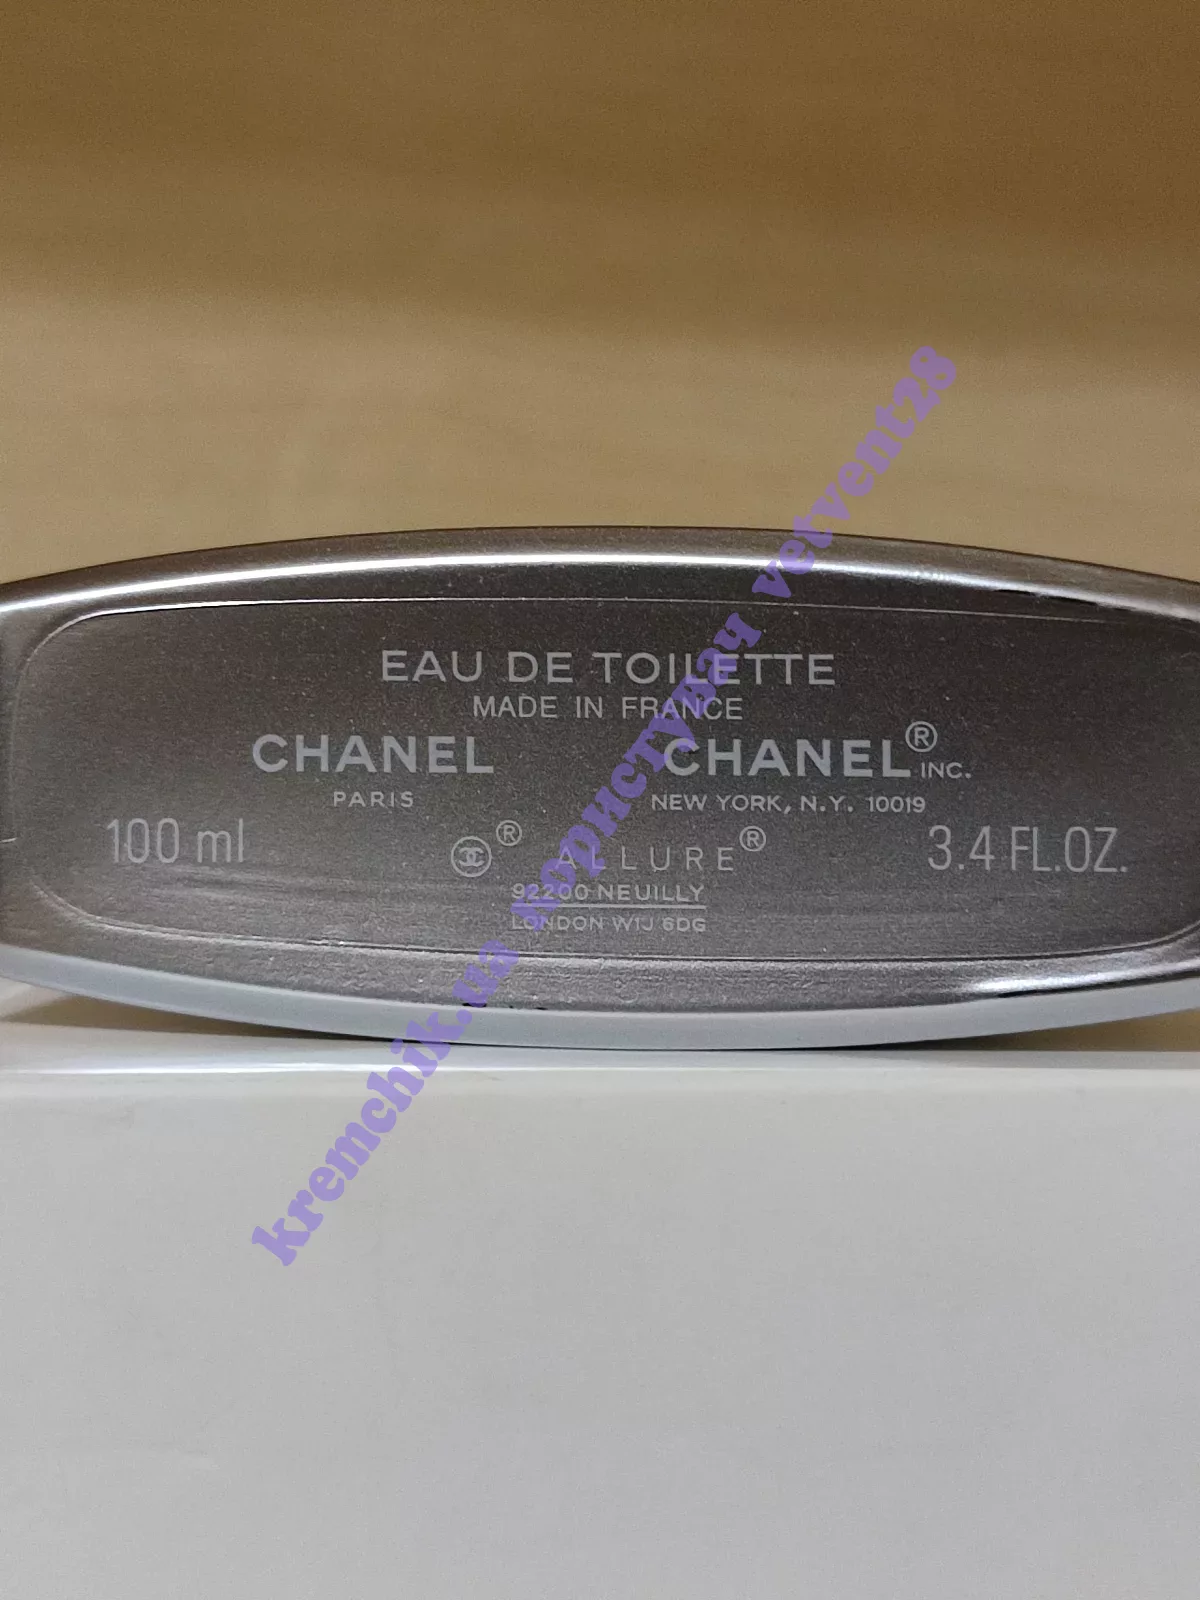 EAU DE TOILETTE
MADE IN FRANCE
CHANEL CHANEL® INC.
PARIS NEW YORK, N.Y. 10019
100 ml ® ALLURE® 3.4 FL.OZ.
92200 NEUILLY
LONDON W1J 6DG
kremchik.ua користувач vetvent28